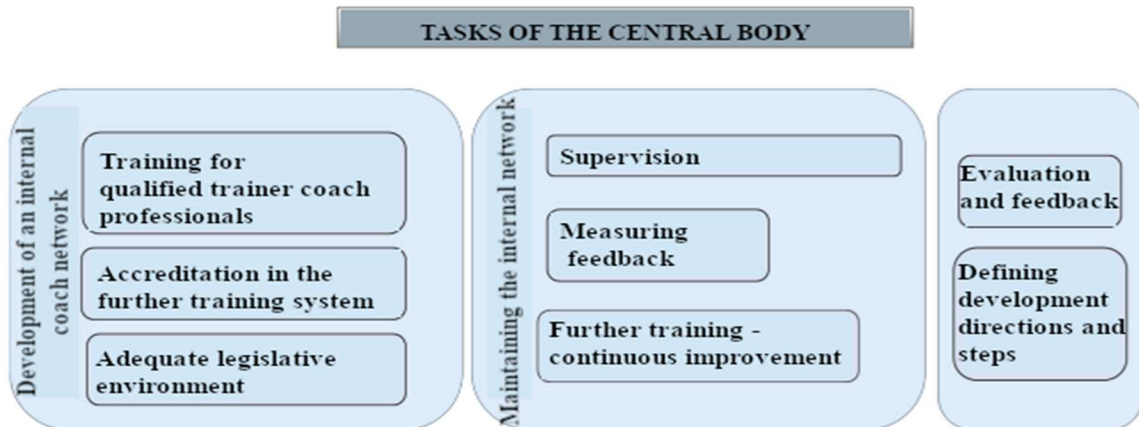 TASKS OF THE CENTRAL BODY
Development of an internal
coach network
Training for
qualified trainer coach
professionals
Accreditation in the
further training system
Adequate legislative
environment
Maintaining the internal network
Supervision
Measuring
feedback
Further training -
continuous improvement
Evaluation
and feedback
Defining
development
directions and
steps